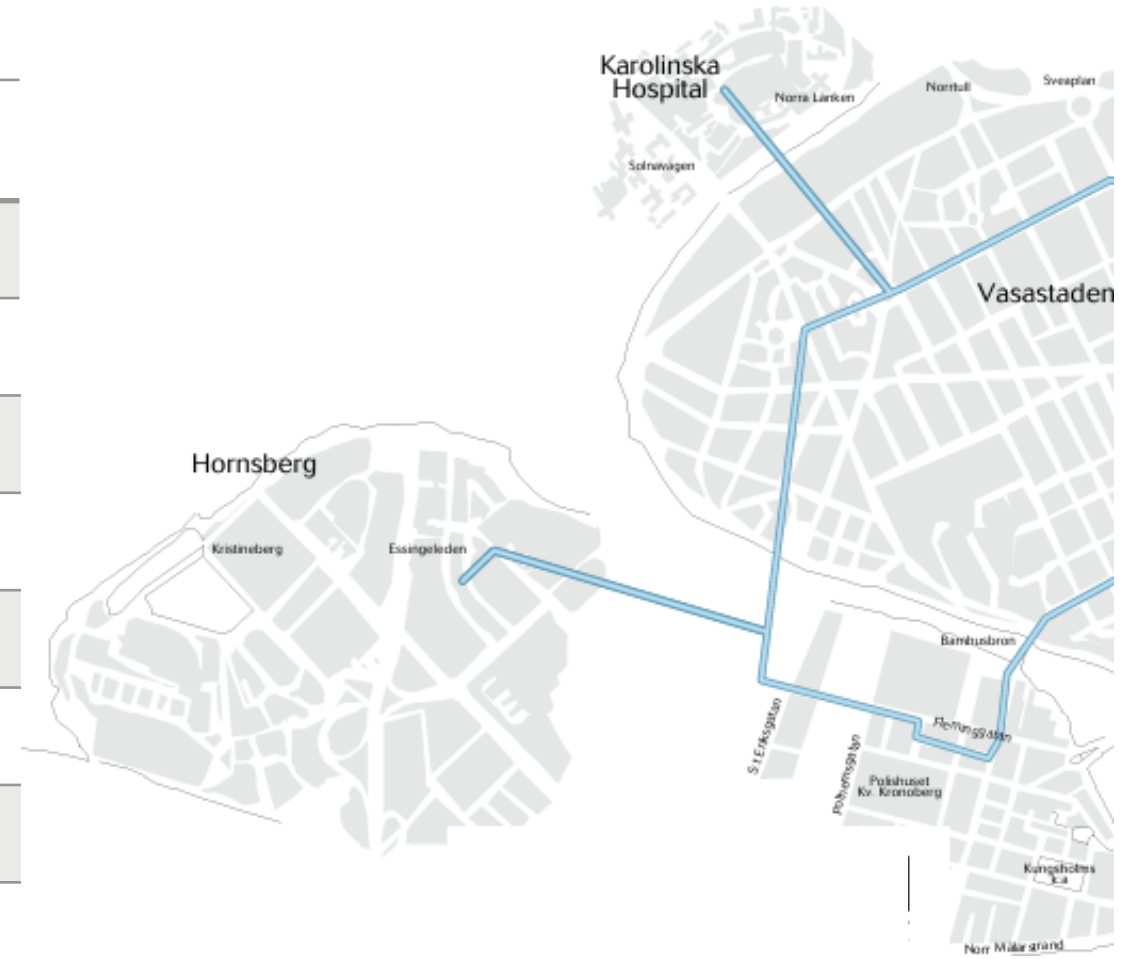 Karolinska
Hospital
Norra Länken
Norrtull
Sveaplan
Solnavägen
Vasastaden
Hornsberg
Kristineberg
Essingeleden
Bambusbron
S:t Eriksgatan
Fleminggatan
Polhemsgatan
Polishuset
Kv. Kronoberg
Kungsholms
k:a
Norr Mälarstrand